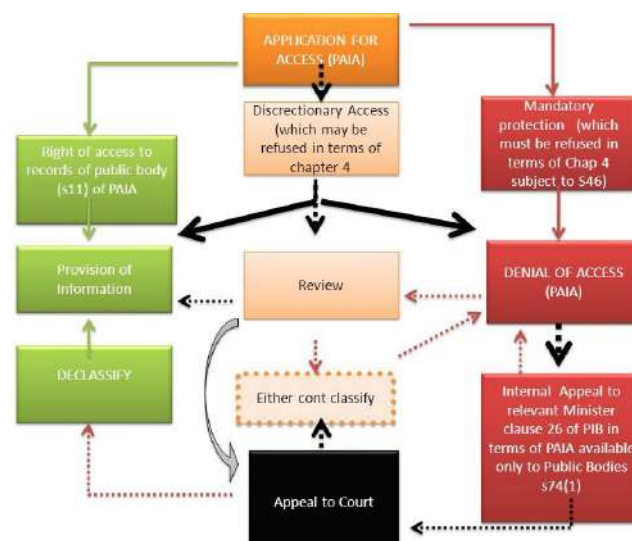 APPLICATION FOR
ACCESS (PAIA)
Discrectionary Access
(which may be
refused in terms of
chapter 4
Mandatory
protection (which
must be refused in
terms of Chap 4
subject to S46)
Right of access to
records of public body
(s11) of PAIA
Provision of
Information
Review
DENIAL OF ACCESS
(PAIA)
DECLASSIFY
Either cont classify
Internal Appeal to
relevant Minister
clause 26 of PIB in
terms of PAIA available
only to Public Bodies
s74(1)
Appeal to Court